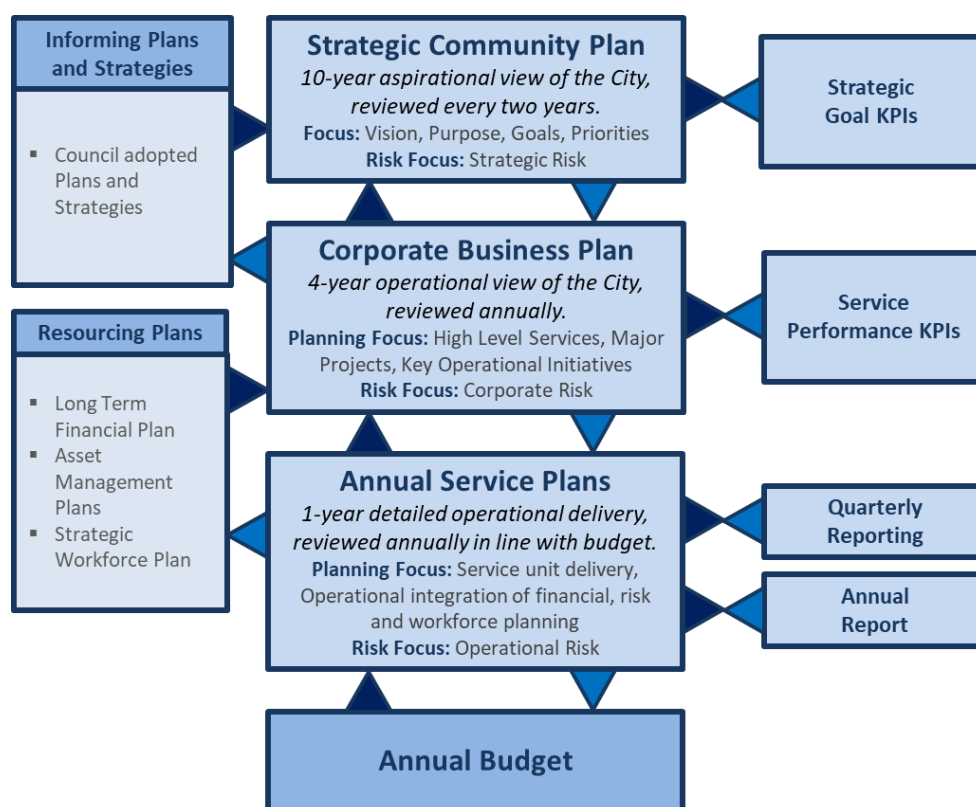 Informing Plans
and Strategies
▪ Council adopted
Plans and
Strategies
Resourcing Plans
▪ Long Term
Financial Plan
▪ Asset
Management
Plans
▪ Strategic
Workforce Plan
Strategic Community Plan
10-year aspirational view of the City,
reviewed every two years.
Focus: Vision, Purpose, Goals, Priorities
Risk Focus: Strategic Risk
Corporate Business Plan
4-year operational view of the City,
reviewed annually.
Planning Focus: High Level Services, Major
Projects, Key Operational Initiatives
Risk Focus: Corporate Risk
Annual Service Plans
1-year detailed operational delivery,
reviewed annually in line with budget.
Planning Focus: Service unit delivery,
Operational integration of financial, risk
and workforce planning
Risk Focus: Operational Risk
Annual Budget
Strategic
Goal KPIs
Service
Performance KPIs
Quarterly
Reporting
Annual
Report